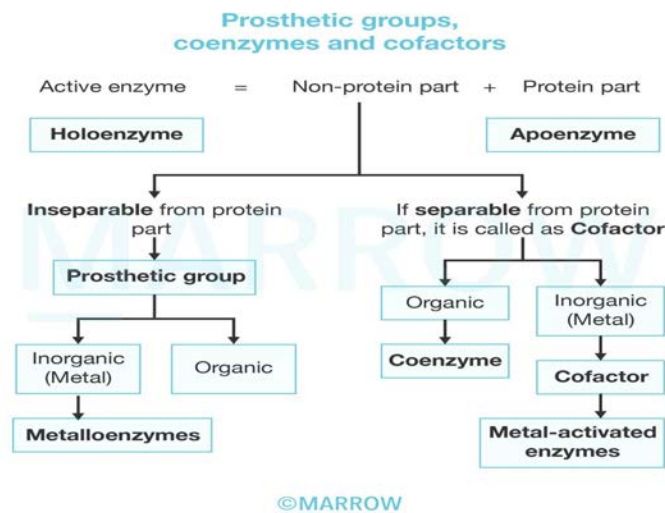 Prosthetic groups,
coenzymes and cofactors
Active enzyme = Non-protein part + Protein part
Holoenzyme
Apoenzyme
Inseparable from protein
part
If separable from protein
part, it is called as Cofactor
Prosthetic group
Inorganic
(Metal)
Organic
Metalloenzymes
Organic
Inorganic
(Metal)
Coenzyme
Cofactor
Metal-activated
enzymes
MARROW
©MARROW